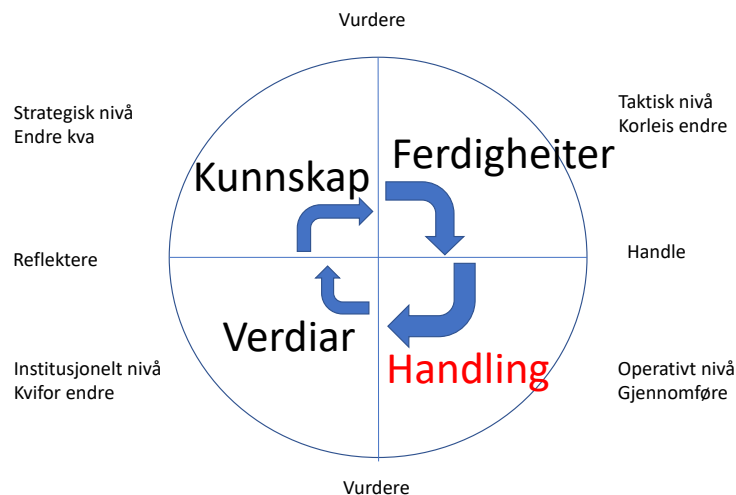 Vurdere
Strategisk nivå
Endre kva
Taktisk nivå
Korleis endre
Kunnskap
Ferdigheiter
Reflektere
Handle
Verdiar
Handling
Institusjonelt nivå
Kvifor endre
Operativt nivå
Gjennomføre
Vurdere